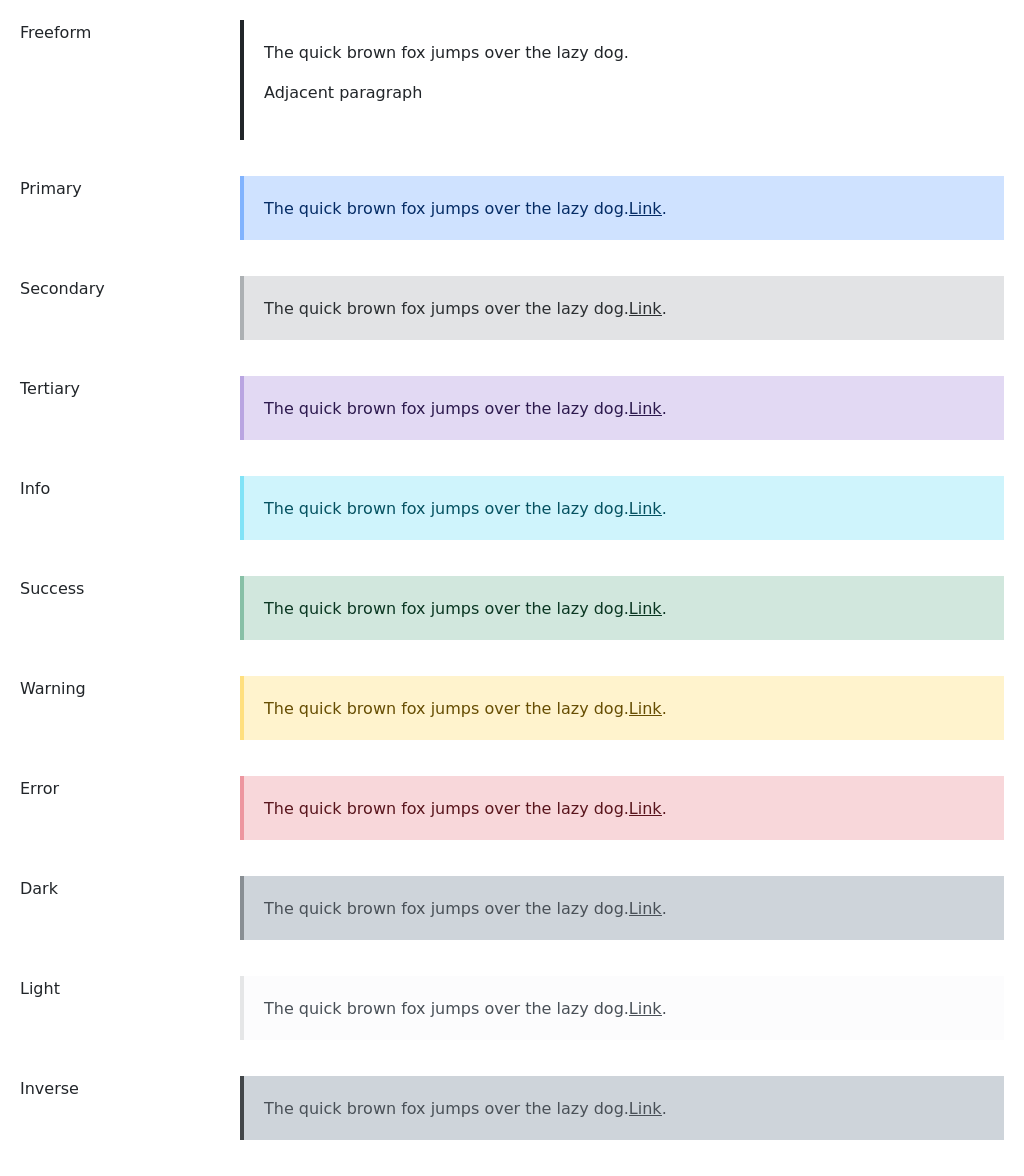 Freeform
The quick brown fox jumps over the lazy dog.
Adjacent paragraph
Primary
The quick brown fox jumps over the lazy dog.Link.
Secondary
The quick brown fox jumps over the lazy dog.Link.
Tertiary
The quick brown fox jumps over the lazy dog.Link.
Info
The quick brown fox jumps over the lazy dog.Link.
Success
The quick brown fox jumps over the lazy dog.Link.
Warning
The quick brown fox jumps over the lazy dog.Link.
Error
The quick brown fox jumps over the lazy dog.Link.
Dark
The quick brown fox jumps over the lazy dog.Link.
Light
The quick brown fox jumps over the lazy dog.Link.
Inverse
The quick brown fox jumps over the lazy dog.Link.